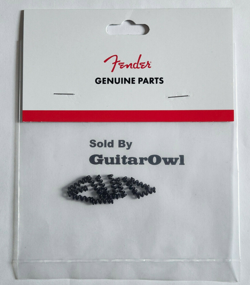 Fender
GENUINE PARTS
Sold By
GuitarOwl